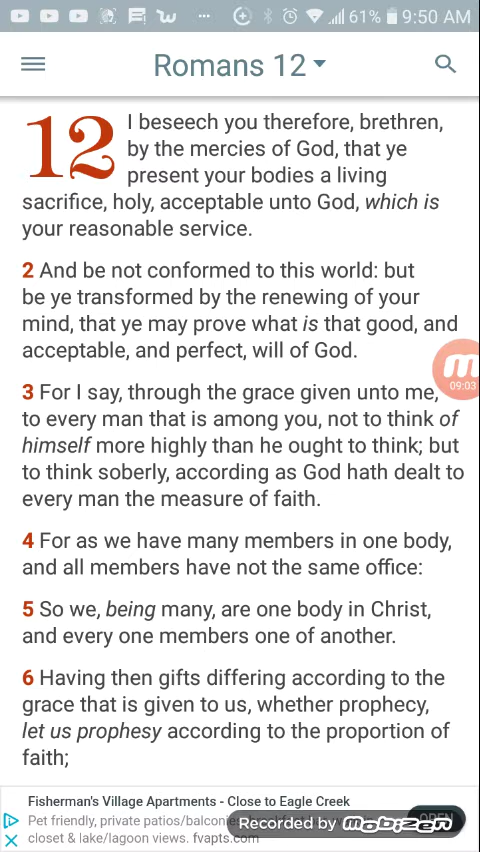 61% 9:50 AM
Romans 12
12 I beseech you therefore, brethren,
by the mercies of God, that ye
present your bodies a living
sacrifice, holy, acceptable unto God, which is
your reasonable service.
2 And be not conformed to this world: but
be ye transformed by the renewing of your
mind, that ye may prove what is that good, and
acceptable, and perfect, will of God.
3 For I say, through the grace given unto me,
to every man that is among you, not to think of
himself more highly than he ought to think; but
to think soberly, according as God hath dealt to
every man the measure of faith.
09:03
4 For as we have many members in one body,
and all members have not the same office:
5 So we, being many, are one body in Christ,
and every one members one of another.
6 Having then gifts differing according to the
grace that is given to us, whether prophecy,
let us prophesy according to the proportion of
faith;
Fisherman's Village Apartments - Close to Eagle Creek
Pet friendly, private patios/balconie
OPEN
closet & lake/lagoon views. fvapts.com
Recorded by mobizen